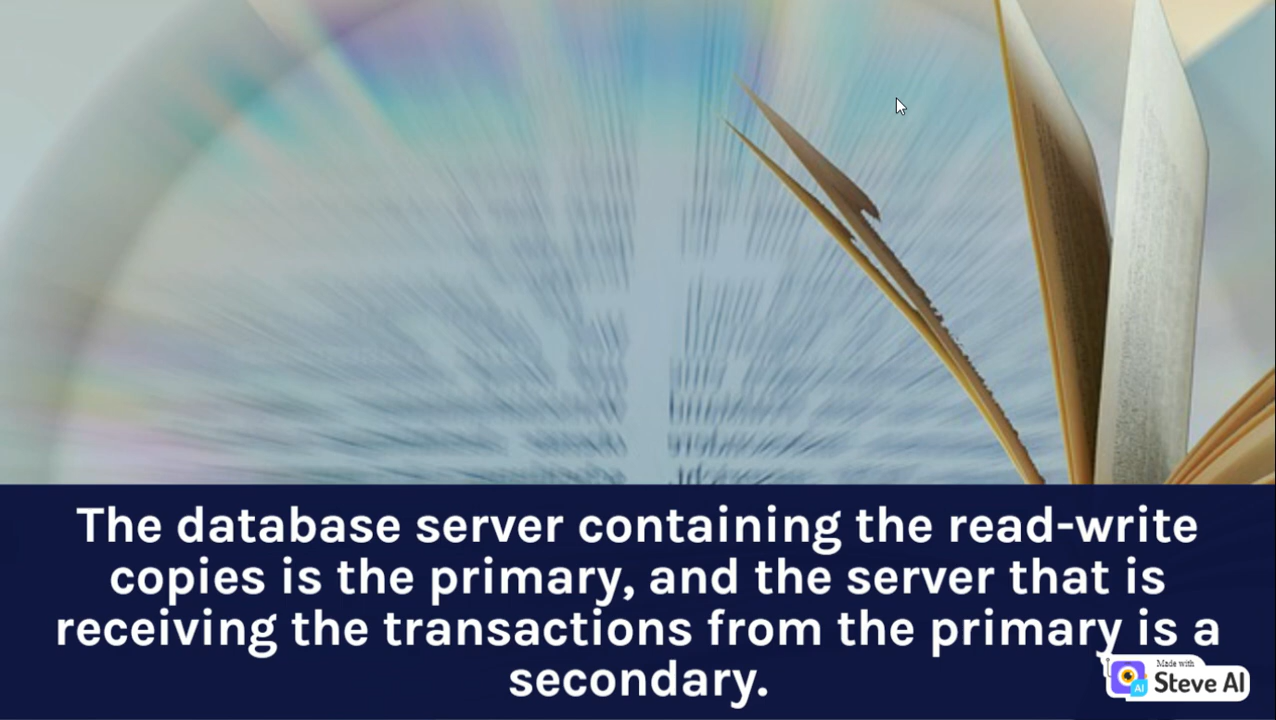 The database server containing the read-write
copies is the primary, and the server that is
receiving the transactions from the primary is a
secondary.
Made with
Steve AI
AI